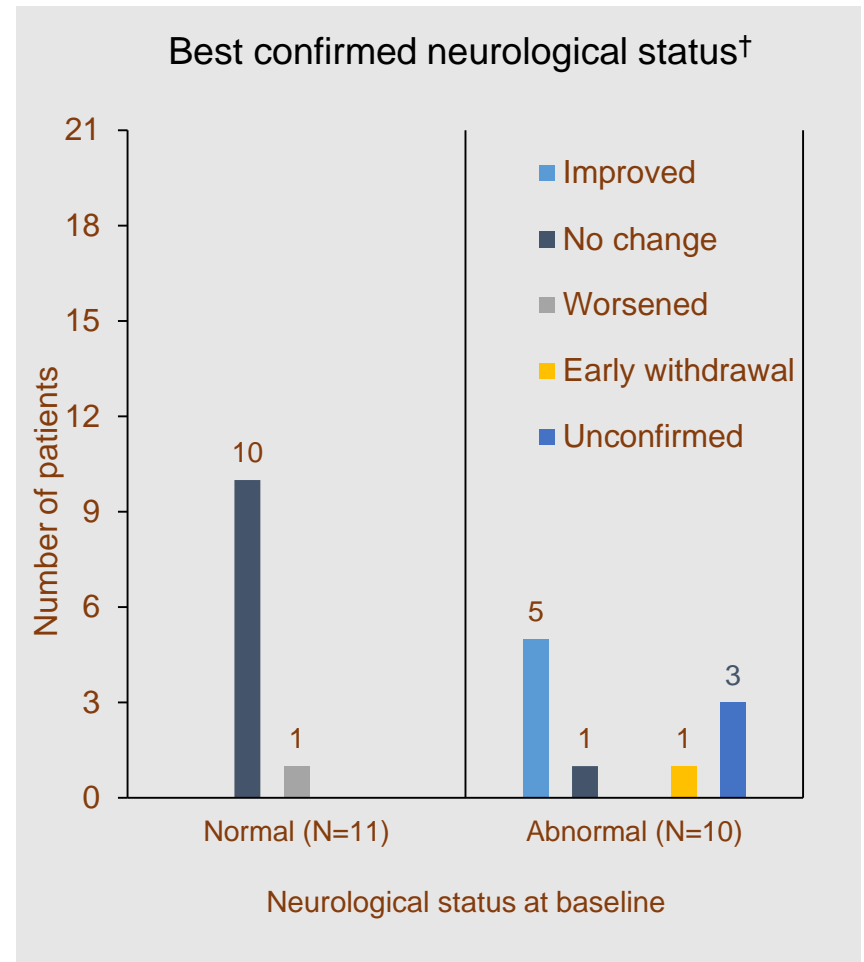 Best confirmed neurological status†
21
18
15
12
9
6
3
0
Number of patients
Improved
No change
Worsened
Early withdrawal
Unconfirmed
10
1
5
1
1
3
Normal (N=11)
Abnormal (N=10)
Neurological status at baseline